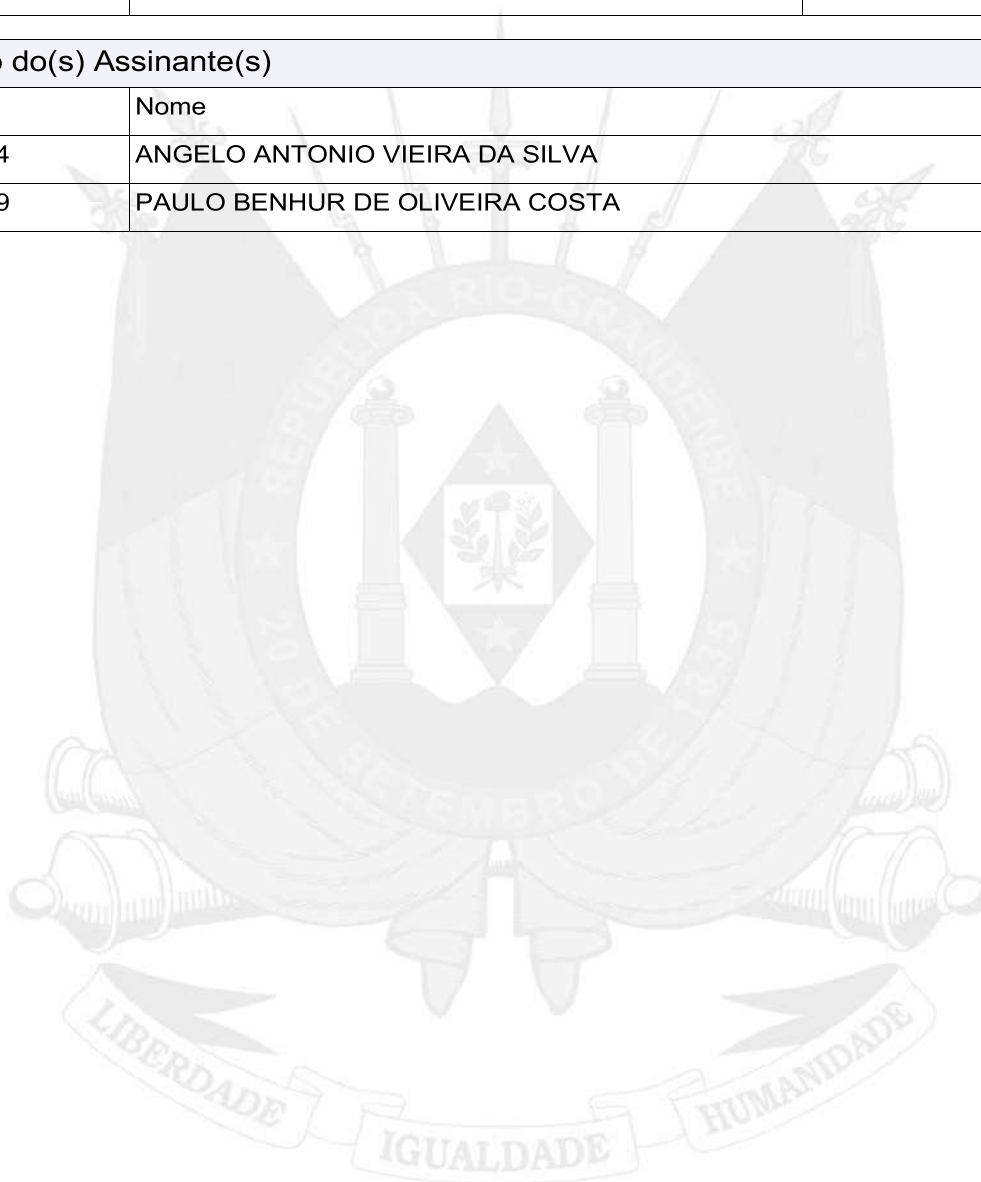 o do(s) Assinante(s)
Nome
4 ANGELO ANTONIO VIEIRA DA SILVA
9 PAULO BENHUR DE OLIVEIRA COSTA
REPUBLICA RIO-GRANDENSE
20 DE SETEMBRO DE 1835
LIBERDADE IGUALDADE HUMANIDADE